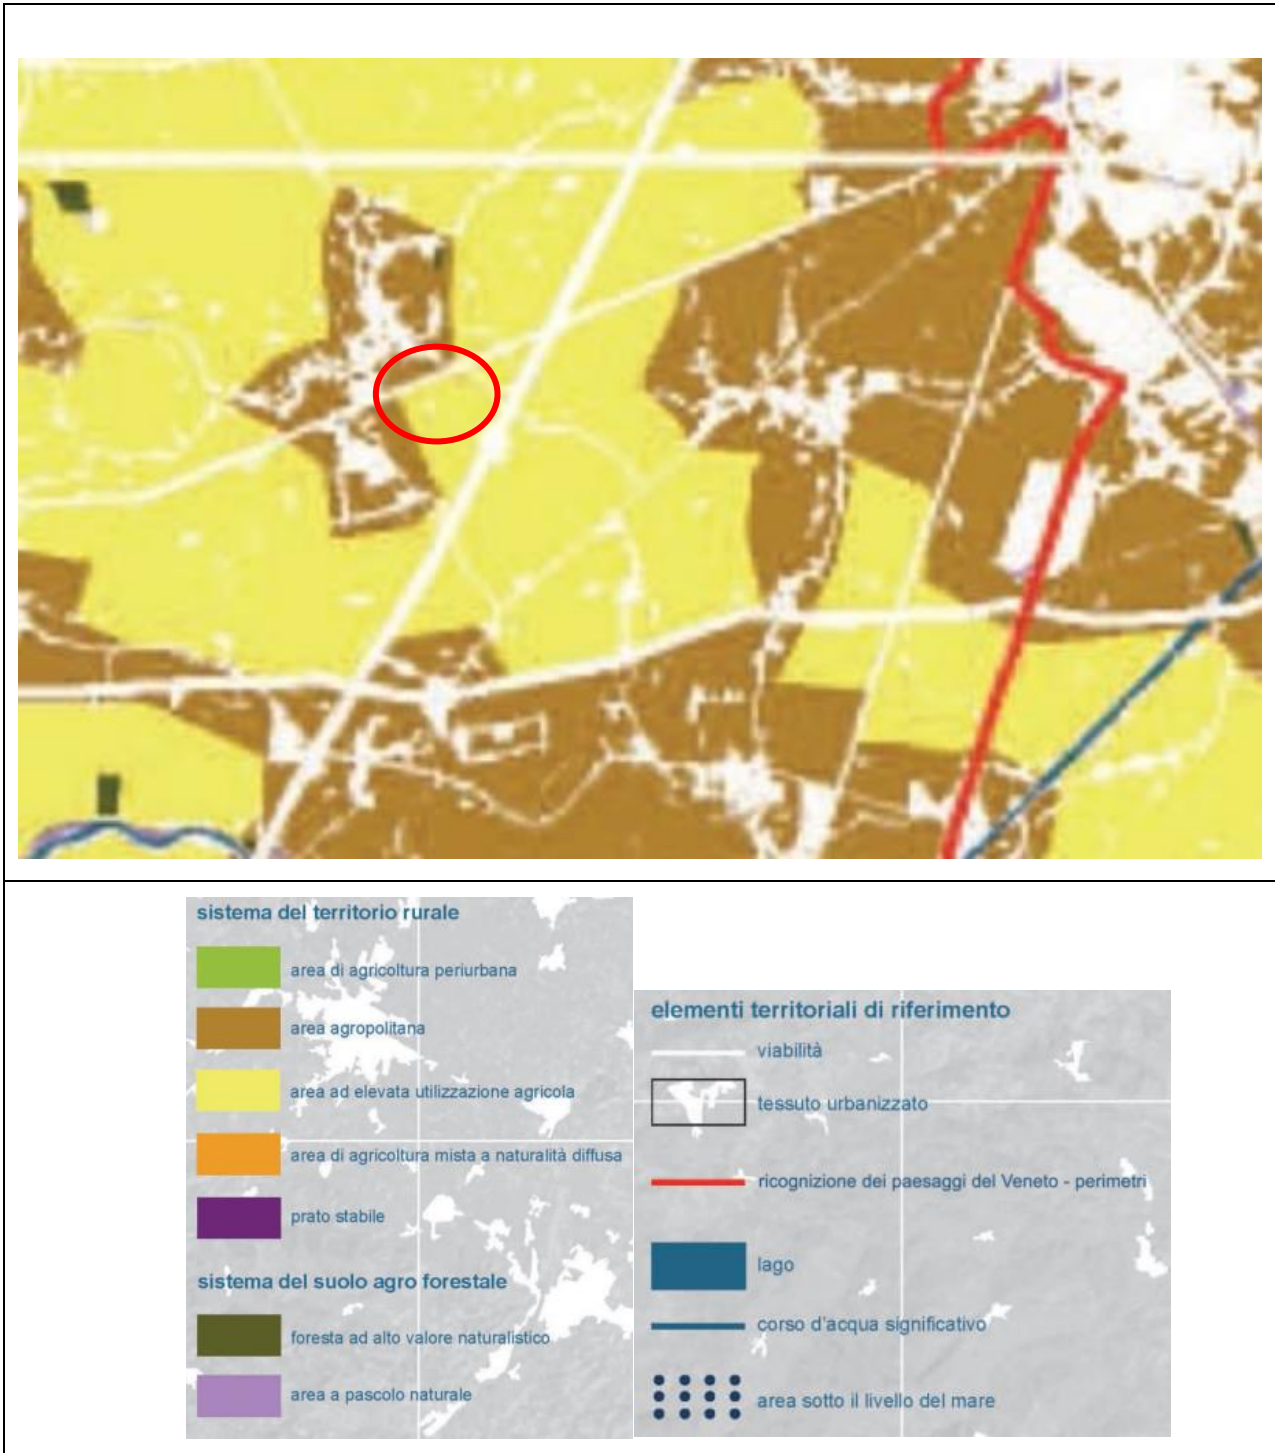 sistema del territorio rurale
area di agricoltura periurbana
area agropolitana
area ad elevata utilizzazione agricola
area di agricoltura mista a naturalità diffusa
prato stabile
sistema del suolo agro forestale
foresta ad alto valore naturalistico
area a pascolo naturale
elementi territoriali di riferimento
viabilità
tessuto urbanizzato
ricognizione dei paesaggi del Veneto - perimetri
lago
corso d'acqua significativo
area sotto il livello del mare